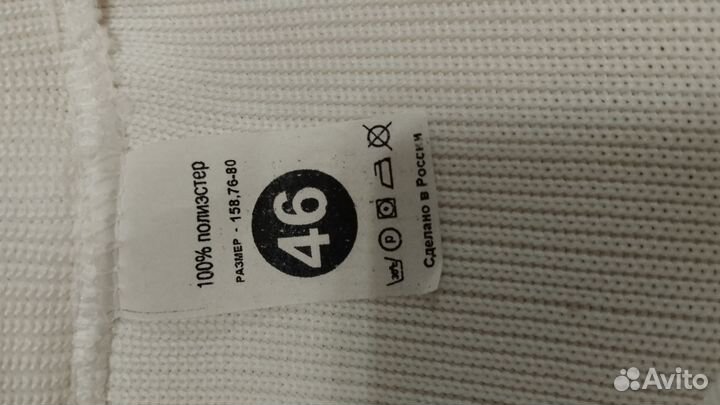 100% полиэстер
РАЗМЕР - 158,76-80
46
30°c P
Сделано в России
Avito